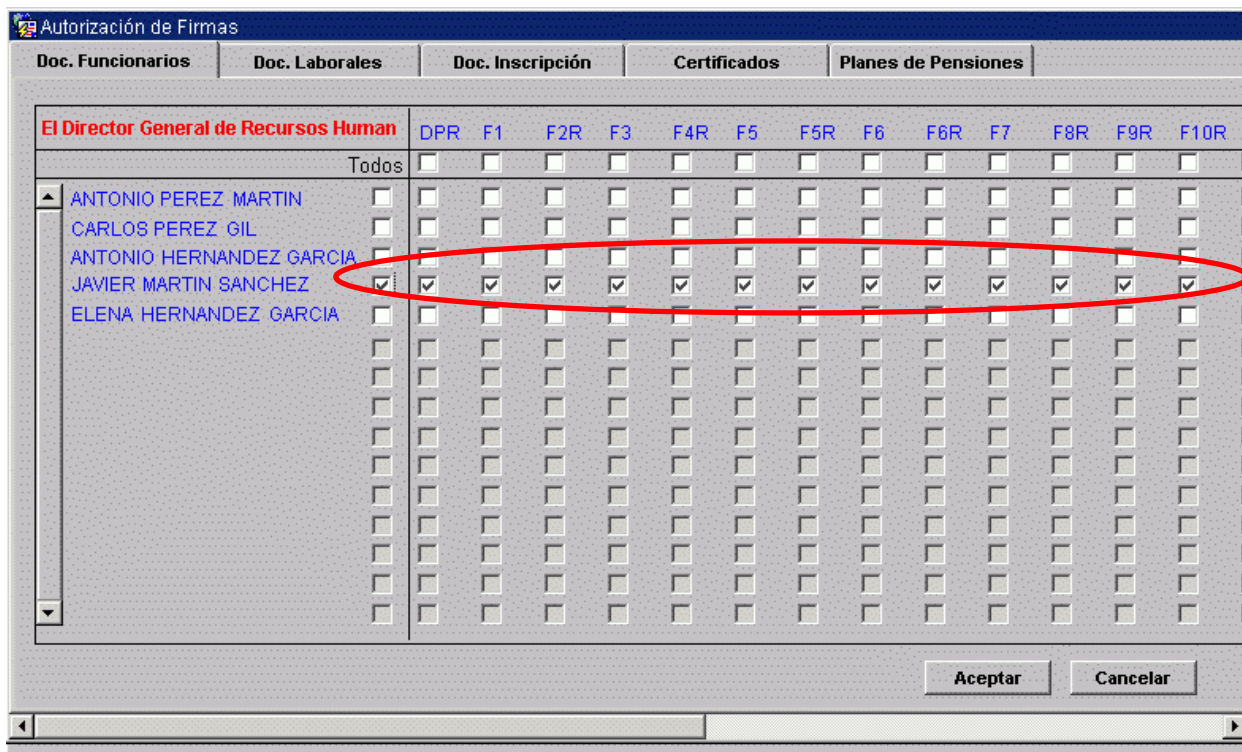 Autorización de Firmas
Doc. Funcionarios Doc. Laborales Doc. Inscripción Certificados Planes de Pensiones
El Director General de Recursos Human DPR F1 F2R F3 F4R F5 F5R F6 F6R F7 F8R F9R F10R
Todos
ANTONIO PEREZ MARTIN
CARLOS PEREZ GIL
ANTONIO HERNANDEZ GARCIA
JAVIER MARTIN SANCHEZ
ELENA HERNANDEZ GARCIA
Aceptar Cancelar